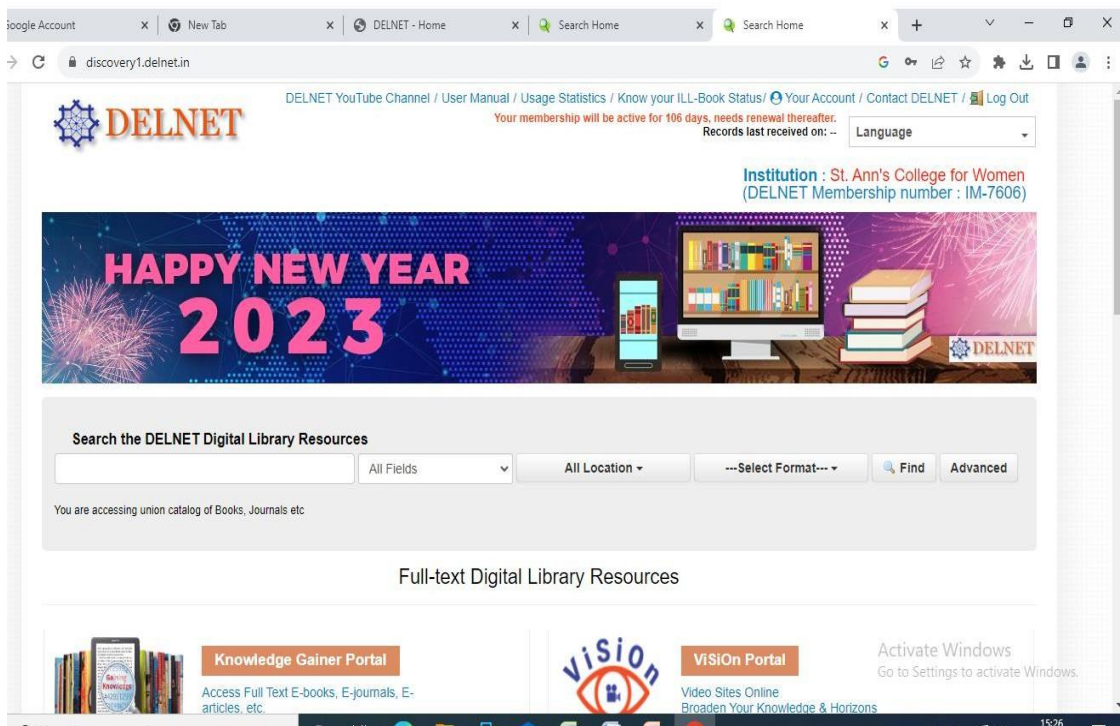 Google Account
New Tab
DELNET - Home
Search Home
Search Home
discovery1.delnet.in
DELNET
DELNET YouTube Channel / User Manual / Usage Statistics / Know your ILL-Book Status/ Your Account / Contact DELNET / Log Out
Your membership will be active for 106 days, needs renewal thereafter.
Records last received on: --
Language
Institution : St. Ann's College for Women
(DELNET Membership number : IM-7606)
HAPPY NEW YEAR
2023
DELNET
Search the DELNET Digital Library Resources
All Fields
All Location
---Select Format---
Find
Advanced
You are accessing union catalog of Books, Journals etc
Full-text Digital Library Resources
Gaining
Knowledge
Knowledge Gainer Portal
Access Full Text E-books, E-journals, E-
articles, etc.
ViSiOn
ViSiOn Portal
Video Sites Online
Broaden Your Knowledge & Horizons
Activate Windows
Go to Settings to activate Windows.
15:26